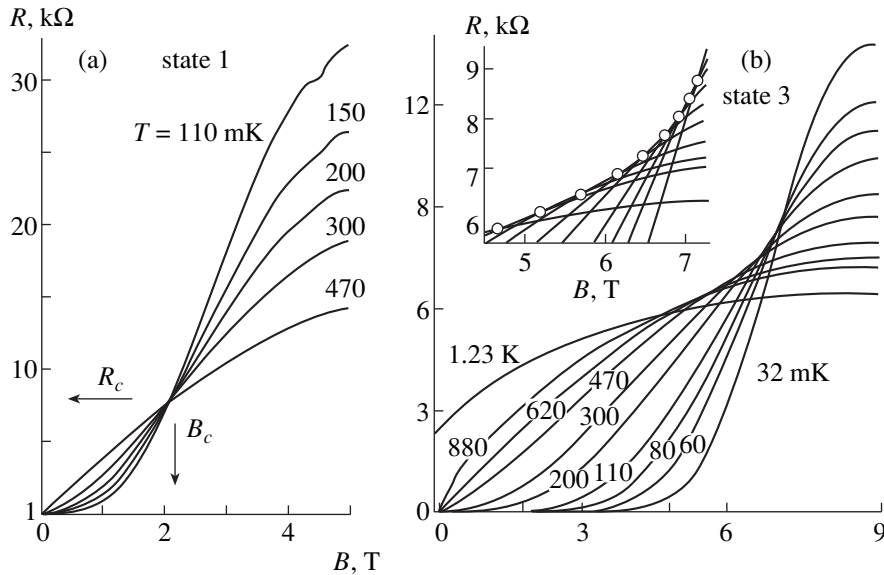 R, kΩ
(a)
state 1
30
T = 110 mK
150
200
20
300
470
10
R_c
B_c
1
0
2
4
B, T
R, kΩ
(b)
9
state 3
12
8
7
8
6
5
6
7
B, T
6
1.23 K
470
32 mK
620
300
3
880
80
60
200
110
0
0
3
6
9